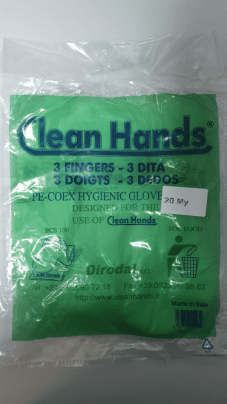 Clean Hands®
3 FINGERS - 3 DITA
3 DOIGTS - 3 DEDOS
PE-COEX HYGIENIC
20 My
DESIGNED FOR THE
USE OF Clean Hands
PCS 100
FOR FOOD
Dirodal
http://www.cleanhands.it
Made in Italy